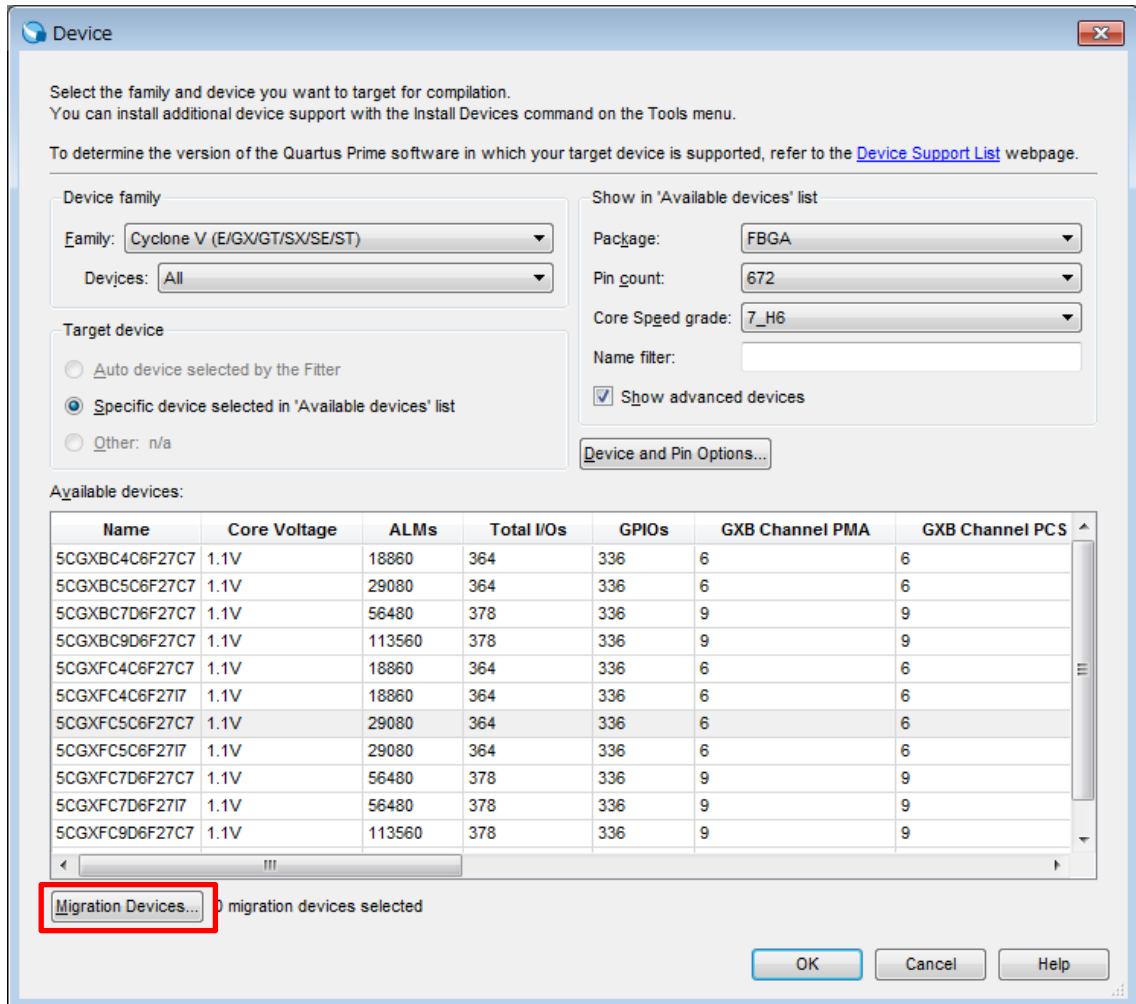 Device
Select the family and device you want to target for compilation.
You can install additional device support with the Install Devices command on the Tools menu.
To determine the version of the Quartus Prime software in which your target device is supported, refer to the Device Support List webpage.
Device family
Family: Cyclone V (E/GX/GT/SX/SE/ST)
Devices: All
Target device
Auto device selected by the Fitter
Specific device selected in 'Available devices' list
Other: n/a
Show in 'Available devices' list
Package: FBGA
Pin count: 672
Core Speed grade: 7_H6
Name filter:
Show advanced devices
Device and Pin Options...
Available devices:
Name Core Voltage ALMs Total I/Os GPIOs GXB Channel PMA GXB Channel PCS
5CGXBC4C6F27C7 1.1V 18860 364 336 6 6
5CGXBC5C6F27C7 1.1V 29080 364 336 6 6
5CGXBC7D6F27C7 1.1V 56480 378 336 9 9
5CGXBC9D6F27C7 1.1V 113560 378 336 9 9
5CGXFC4C6F27C7 1.1V 18860 364 336 6 6
5CGXFC4C6F27I7 1.1V 18860 364 336 6 6
5CGXFC5C6F27C7 1.1V 29080 364 336 6 6
5CGXFC5C6F27I7 1.1V 29080 364 336 6 6
5CGXFC7D6F27C7 1.1V 56480 378 336 9 9
5CGXFC7D6F27I7 1.1V 56480 378 336 9 9
5CGXFC9D6F27C7 1.1V 113560 378 336 9 9
Migration Devices... 0 migration devices selected
OK Cancel Help